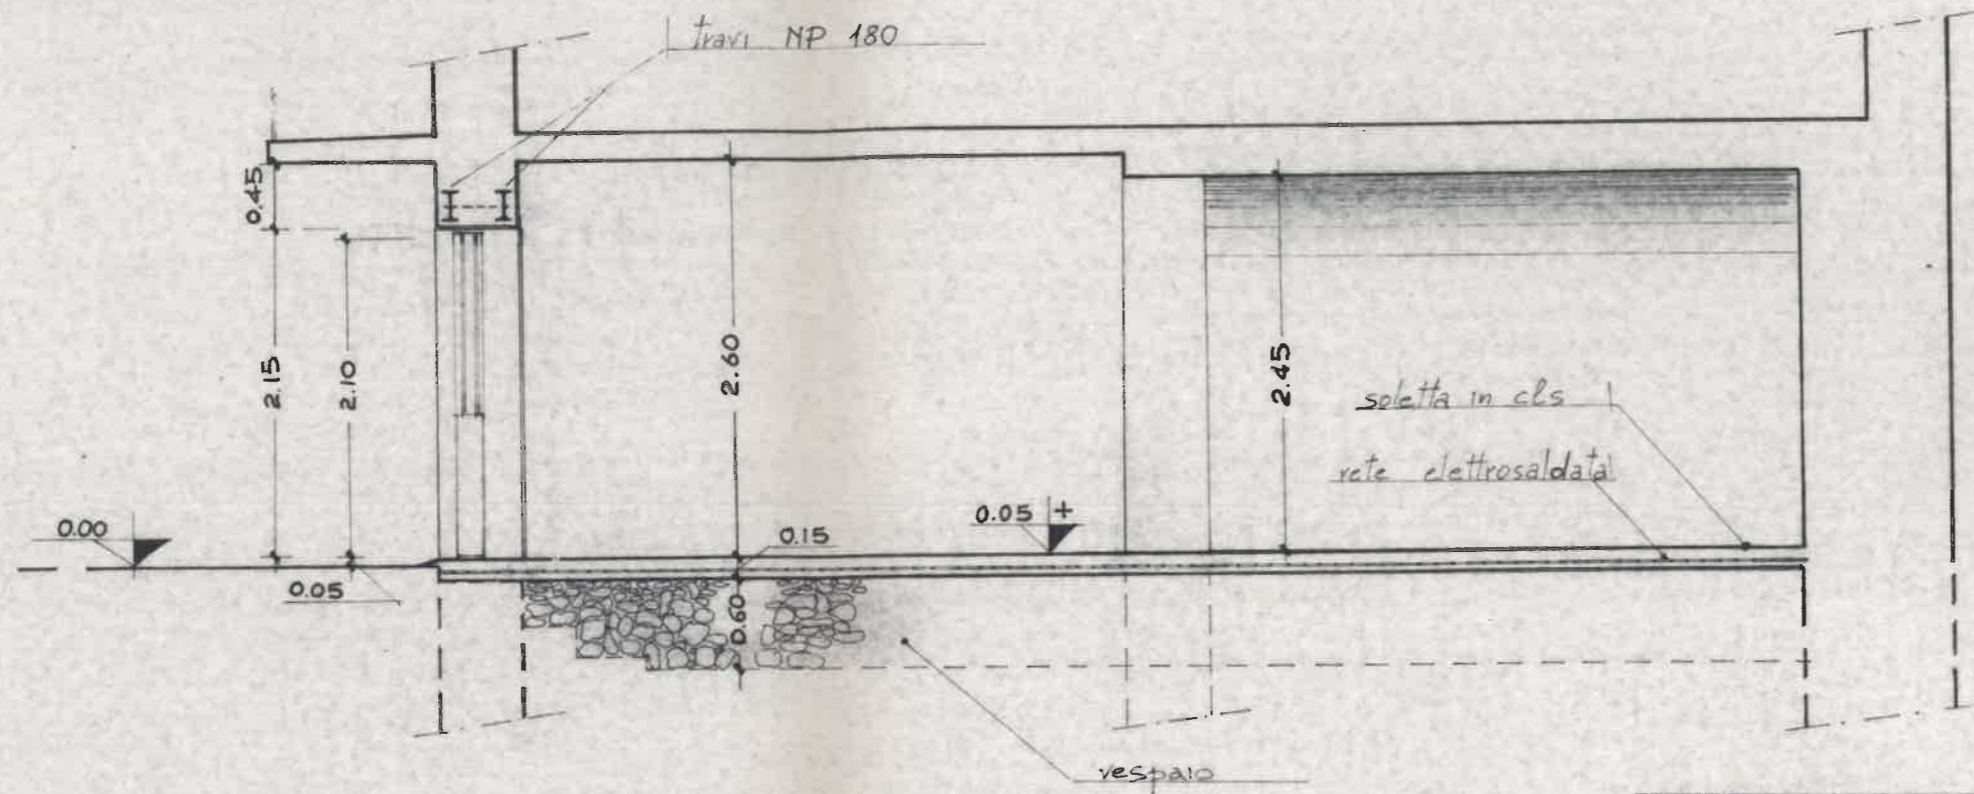 travi NP 180
0.45
2.15
2.10
2.60
2.45
soletta in cls
rete elettrosaldata
0.00
0.05 +
0.15
0.05
0.60
vespaio